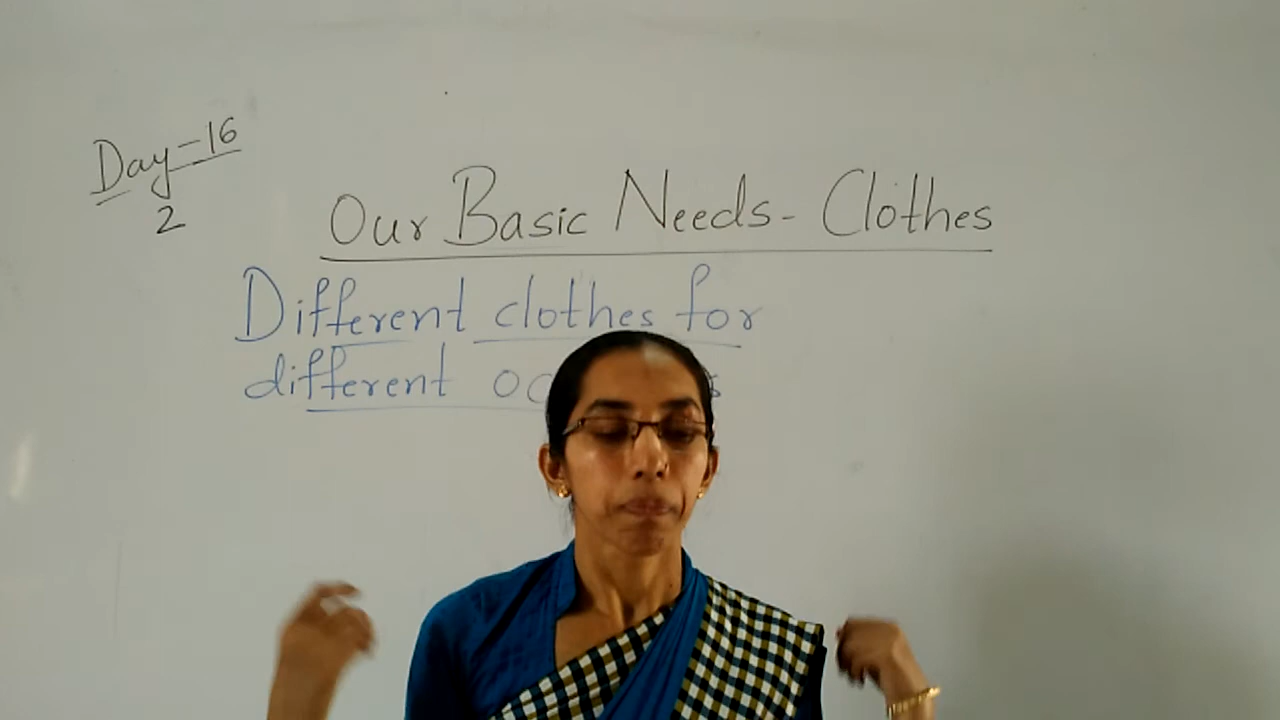 Day-16
2
Our Basic Needs - Clothes
Different clothes for
different